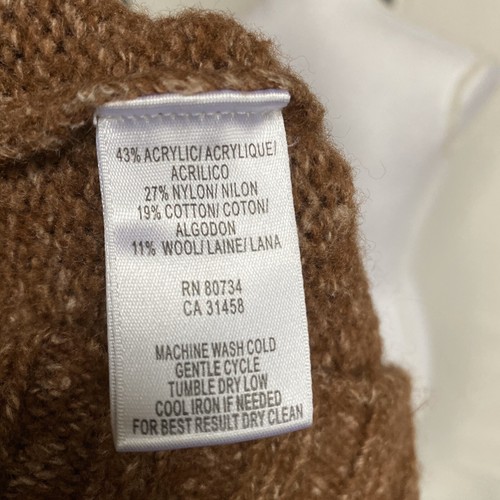 43% ACRYLIC/ ACRYLIQUE/
ACRILICO
27% NYLON/ NILON
19% COTTON/ COTON/
ALGODON
11% WOOL/ LAINE/ LANA
RN 80734
CA 31458
MACHINE WASH COLD
GENTLE CYCLE
TUMBLE DRY LOW
COOL IRON IF NEEDED
FOR BEST RESULT DRY CLEAN